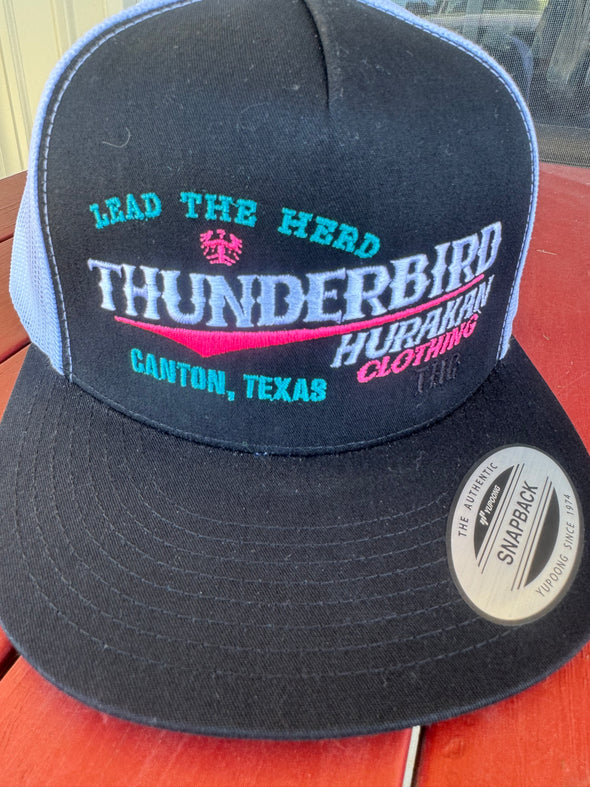 LEAD THE HERD
THUNDERBIRD
HURAKAN
CLOTHING
THC
CANTON, TEXAS
THE AUTHENTIC
YUPOONG
SNAPBACK
YUPOONG SINCE 1974